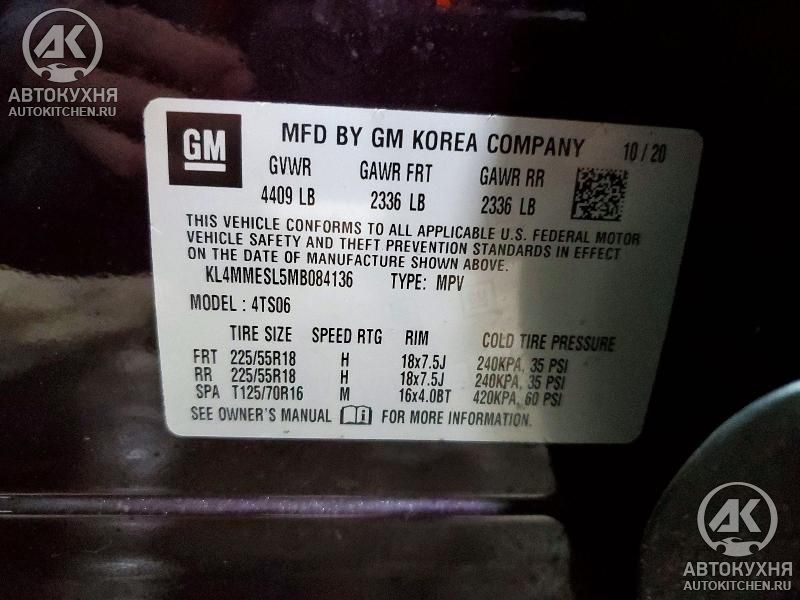 АК
АВТОКУХНЯ
AUTOKITCHEN.RU
GM
MFD BY GM KOREA COMPANY 10/20
GVWR GAWR FRT GAWR RR
4409 LB 2336 LB 2336 LB
THIS VEHICLE CONFORMS TO ALL APPLICABLE U.S. FEDERAL MOTOR
VEHICLE SAFETY AND THEFT PREVENTION STANDARDS IN EFFECT
ON THE DATE OF MANUFACTURE SHOWN ABOVE.
KL4MMESL5MB084136 TYPE: MPV
MODEL : 4TS06
TIRE SIZE SPEED RTG RIM COLD TIRE PRESSURE
FRT 225/55R18 H 18x7.5J 240KPA, 35 PSI
RR 225/55R18 H 18x7.5J 240KPA, 35 PSI
SPA T125/70R16 M 16x4.0BT 420KPA, 60 PSI
SEE OWNER'S MANUAL FOR MORE INFORMATION.
АК
АВТОКУХНЯ
AUTOKITCHEN.RU